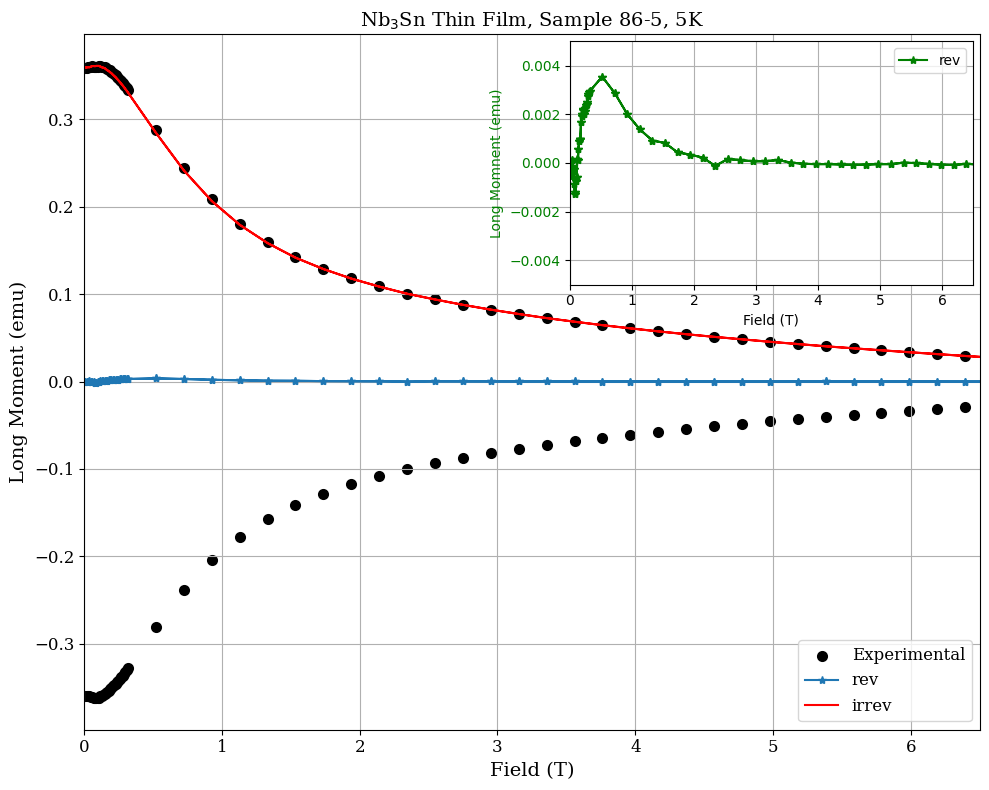 Nb₃Sn Thin Film, Sample 86-5, 5K
Long Moment (emu)
0.3
0.2
0.1
0.0
−0.1
−0.2
−0.3
0 1 2 3 4 5 6
Field (T)
Long Momnent (emu)
0.004
0.002
0.000
−0.002
−0.004
0 1 2 3 4 5 6
Field (T)
rev
Experimental
rev
irrev